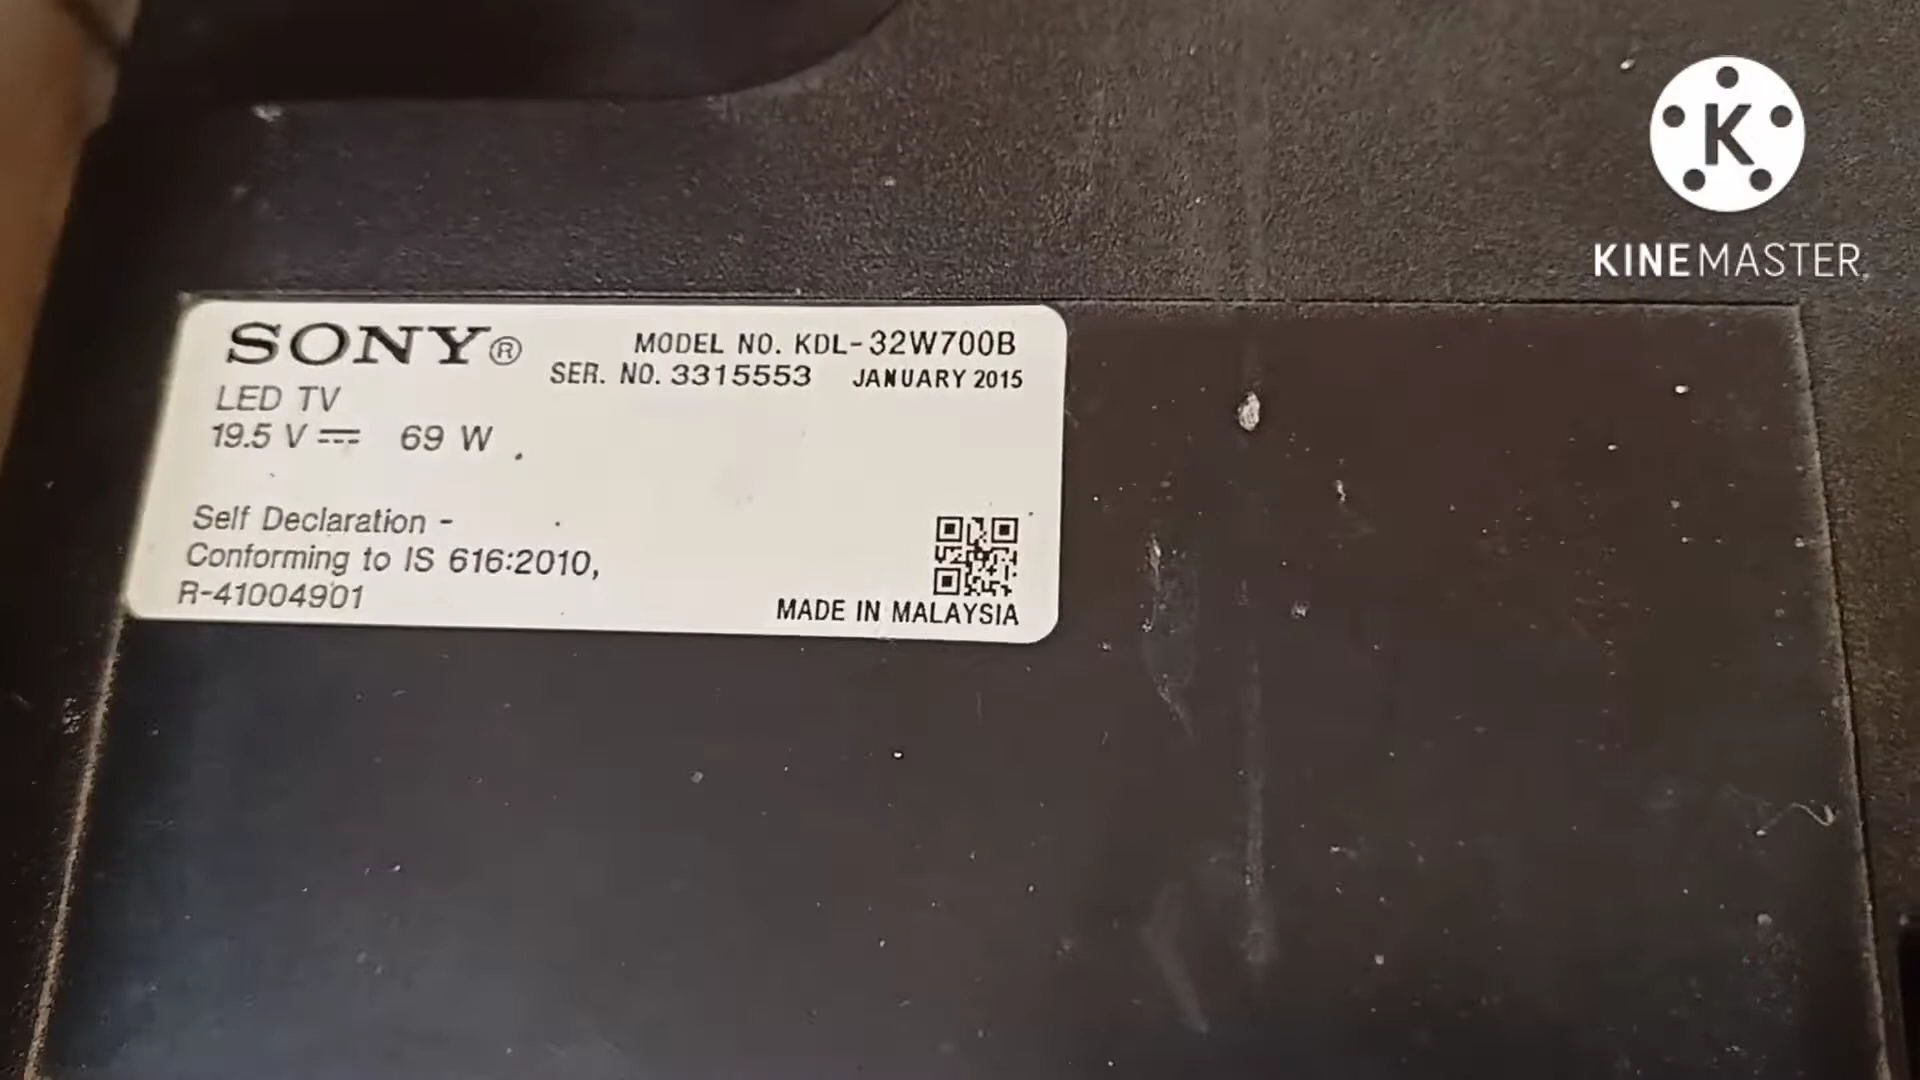 SONY®
MODEL NO. KDL-32W700B
SER. NO. 3315553 JANUARY 2015
LED TV
19.5 V ⎓ 69 W
Self Declaration -
Conforming to IS 616:2010,
R-41004901
MADE IN MALAYSIA
K
KINEMASTER